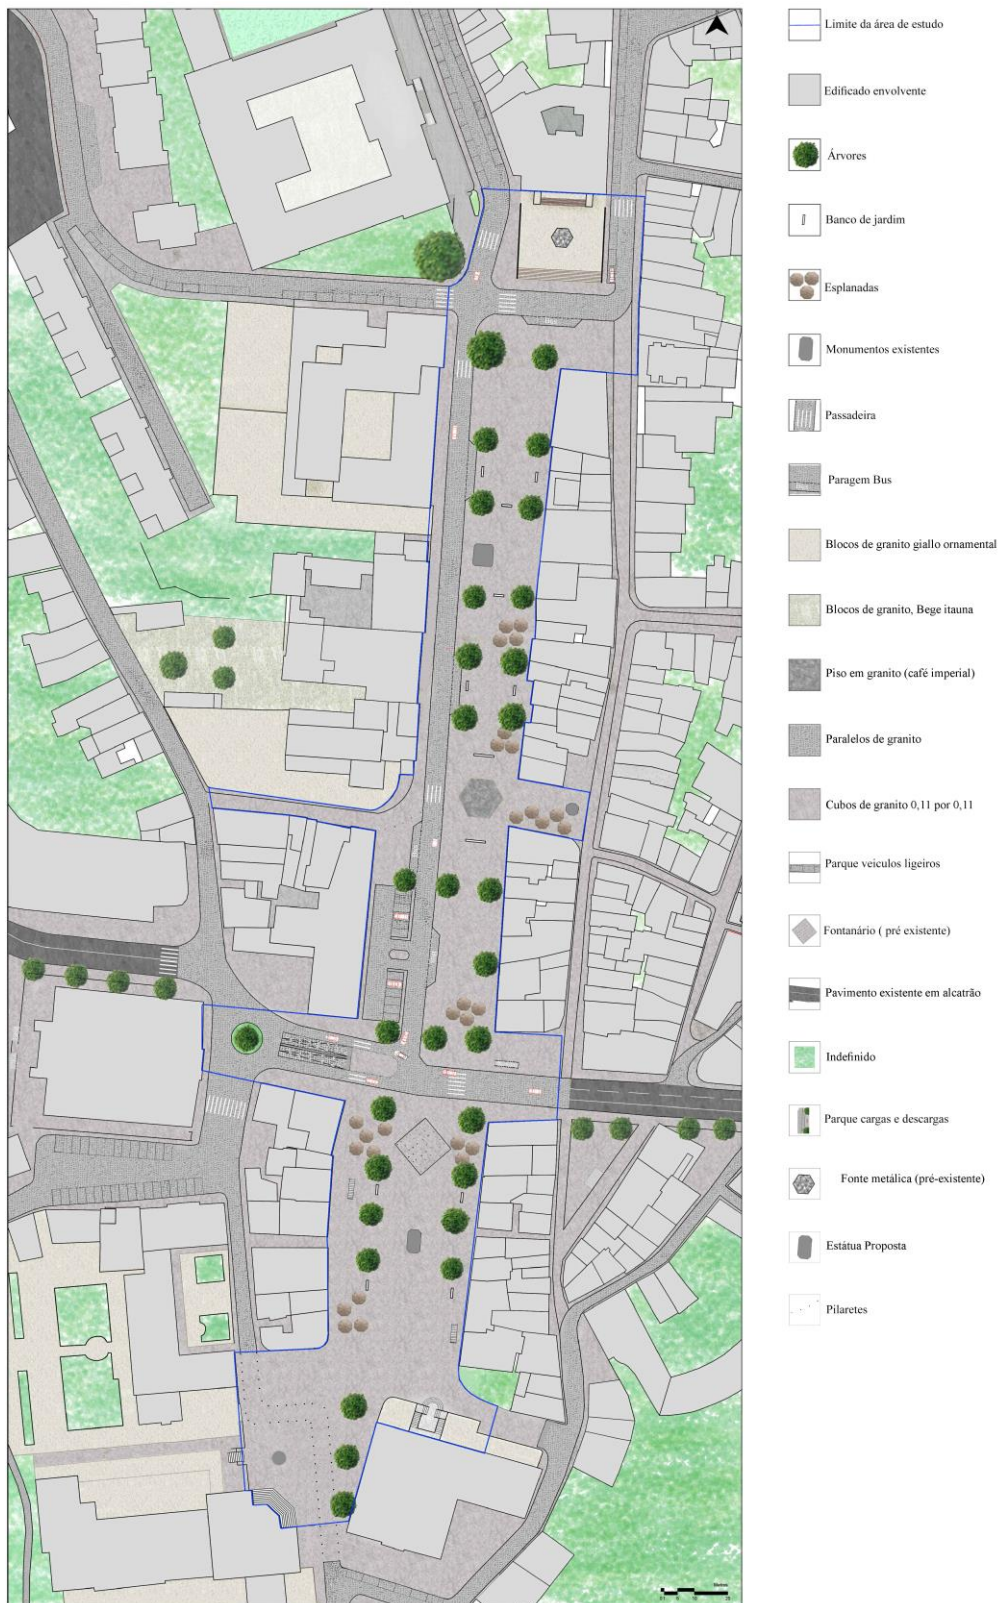 Limite da área de estudo
Edificado envolvente
Árvores
Banco de jardim
Esplanadas
Monumentos existentes
Passadeira
Paragem Bus
Blocos de granito giallo ornamental
Blocos de granito, Bege itauna
Piso em granito (café imperial)
Paralelos de granito
Cubos de granito 0,11 por 0,11
Parque veiculos ligeiros
Fontanário ( pré existente)
Pavimento existente em alcatrão
Indefinido
Parque cargas e descargas
Fonte metálica (pré-existente)
Estátua Proposta
Pilaretes